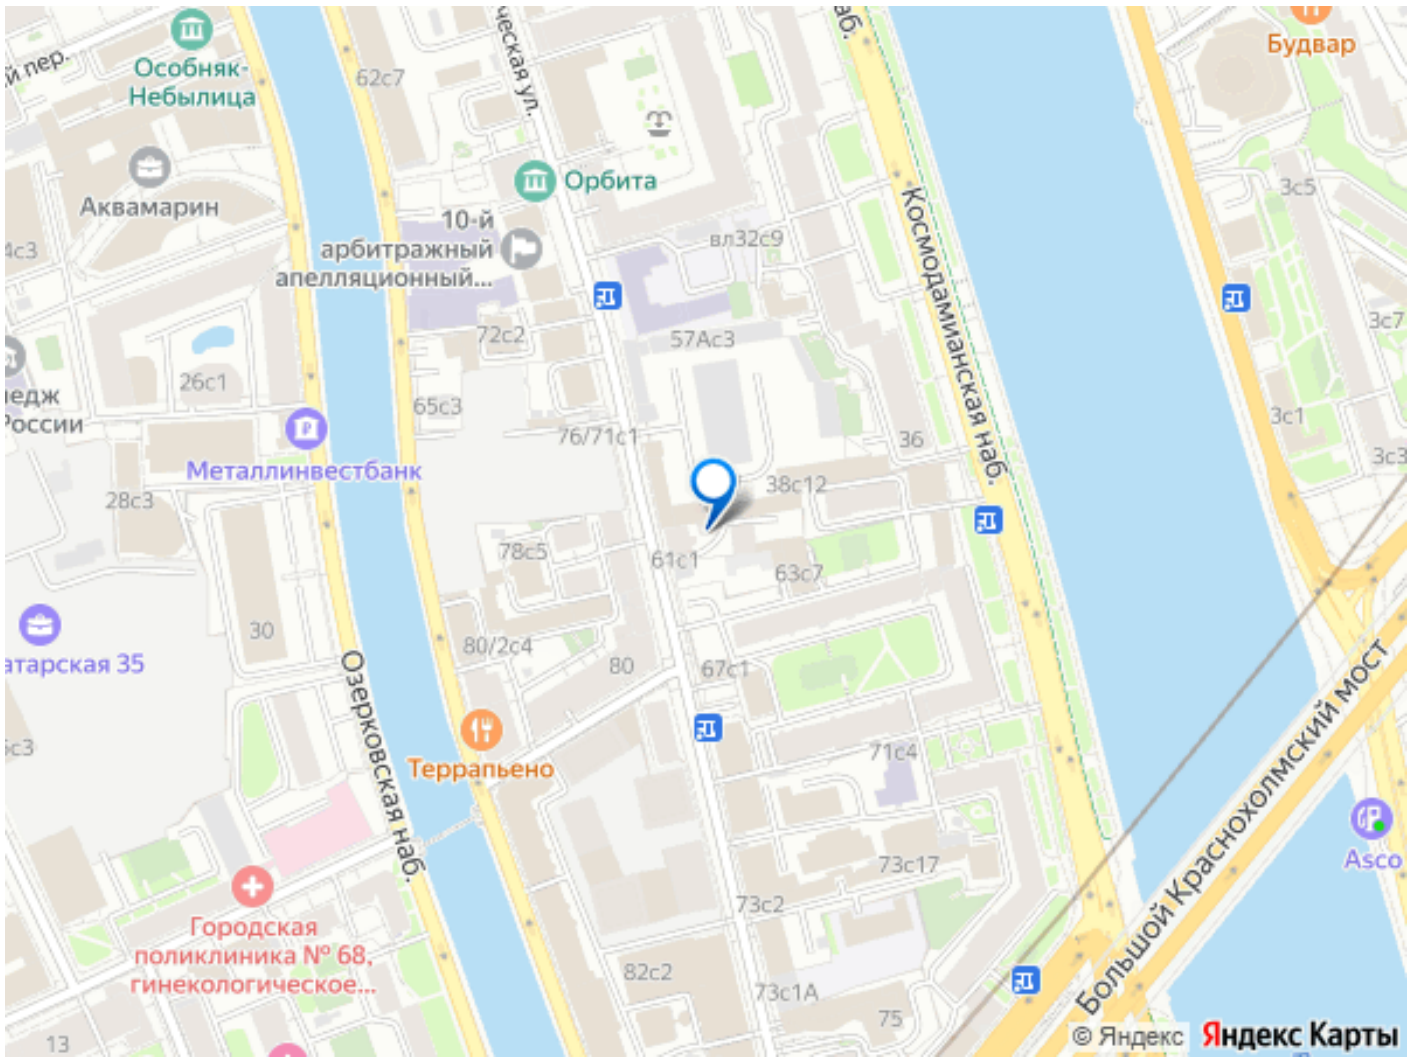 Особняк-
Небылица
й пер.
62с7
ческая ул.
аб.
Будвар
Аквамарин
Орбита
10-й
арбитражный
апелляционный...
4с3
вл32с9
Космодамианская наб.
3с5
3с7
72с2
57Ас3
26с1
65с3
76/71с1
36
3с1
3с3
едж
России
Металлинвестбанк
28с3
38с12
78с5
61с1
63с7
30
80/2с4
80
67с1
атарская 35
Озерковская наб.
5с3
Террапьено
71с4
Большой Краснохолмский мост
Asco
73с17
73с2
Городская
поликлиника № 68,
гинекологическое...
82с2
73с1А
75
13
© Яндекс Яндекс Карты